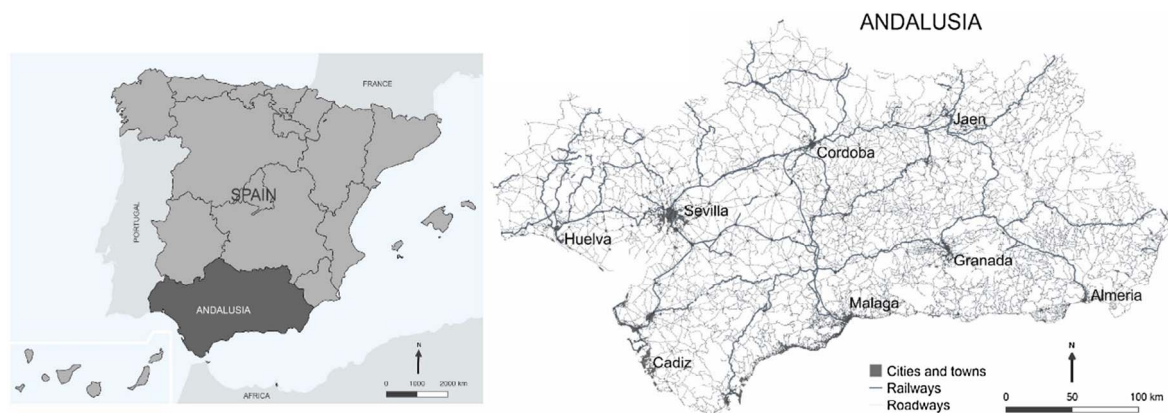 FRANCE
PORTUGAL
SPAIN
ANDALUSIA
N
0 1000 2000 km
AFRICA
ANDALUSIA
Jaen
Cordoba
Sevilla
Huelva
Granada
Almeria
Malaga
Cadiz
Cities and towns
Railways
Roadways
N
0 50 100 km